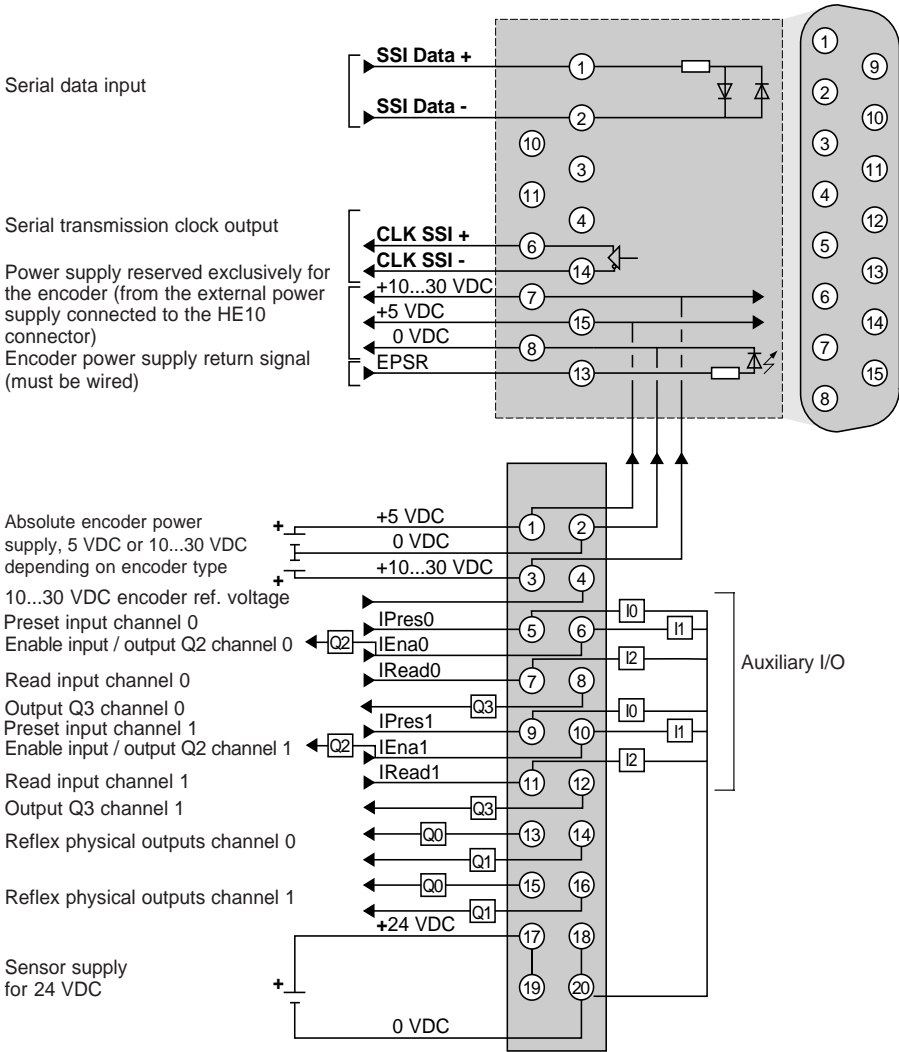 SSI Data +
1
Serial data input
SSI Data -
2
10
3
11
4
Serial transmission clock output
CLK SSI +
6
CLK SSI -
14
Power supply reserved exclusively for
the encoder (from the external power
supply connected to the HE10
connector)
+10...30 VDC
7
+5 VDC
15
0 VDC
8
Encoder power supply return signal
(must be wired)
EPSR
13
1
9
2
10
3
11
4
12
5
13
6
14
7
15
8
Absolute encoder power
supply, 5 VDC or 10...30 VDC
depending on encoder type
+
+5 VDC
1
2
0 VDC
+
+10...30 VDC
3
4
10...30 VDC encoder ref. voltage
Preset input channel 0
IPres0
5
6
I0
Enable input / output Q2 channel 0
Q2
IEna0
I1
Read input channel 0
IRead0
7
8
I2
Output Q3 channel 0
Q3
Preset input channel 1
IPres1
9
10
I0
Enable input / output Q2 channel 1
Q2
IEna1
I1
Read input channel 1
IRead1
11
12
I2
Auxiliary I/O
Output Q3 channel 1
Q3
Reflex physical outputs channel 0
Q0
13
14
Q1
Reflex physical outputs channel 1
Q0
15
16
Q1
+24 VDC
17
18
Sensor supply
for 24 VDC
+
19
20
0 VDC